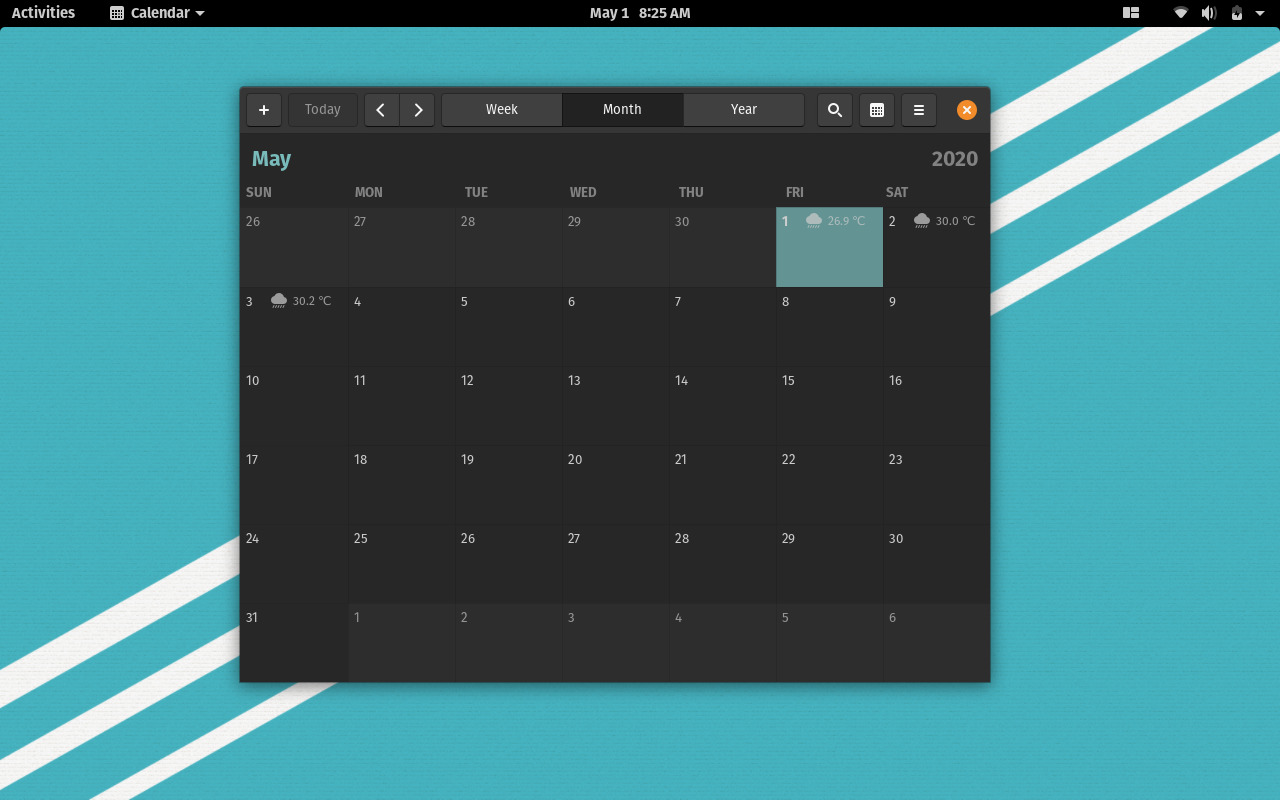 Activities Calendar May 1 8:25 AM
Today Week Month Year
May 2020
SUN MON TUE WED THU FRI SAT
26 27 28 29 30 1 26.9 °C 2 30.0 °C
3 30.2 °C 4 5 6 7 8 9
10 11 12 13 14 15 16
17 18 19 20 21 22 23
24 25 26 27 28 29 30
31 1 2 3 4 5 6